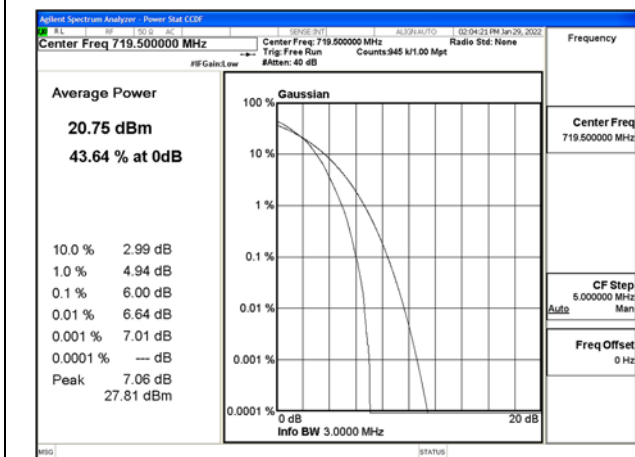 Agilent Spectrum Analyzer - Power Stat CCDF
RL RF 50 Ω AC SENSE:INT ALIGN AUTO 02:04:21 PM Jan 29, 2022
Center Freq 719.500000 MHz
Center Freq: 719.500000 MHz Radio Std: None
Trig: Free Run Counts:945 k/1.00 Mpt
#IFGain:Low #Atten: 40 dB
Frequency
Average Power
20.75 dBm
43.64 % at 0dB
10.0 % 2.99 dB
1.0 % 4.94 dB
0.1 % 6.00 dB
0.01 % 6.64 dB
0.001 % 7.01 dB
0.0001 % --- dB
Peak 7.06 dB
27.81 dBm
Gaussian
100 %
10 %
1 %
0.1 %
0.01 %
0.001 %
0.0001 %
0 dB 20 dB
Info BW 3.0000 MHz
Center Freq
719.500000 MHz
CF Step
5.000000 MHz
Auto Man
Freq Offset
0 Hz
MSG STATUS